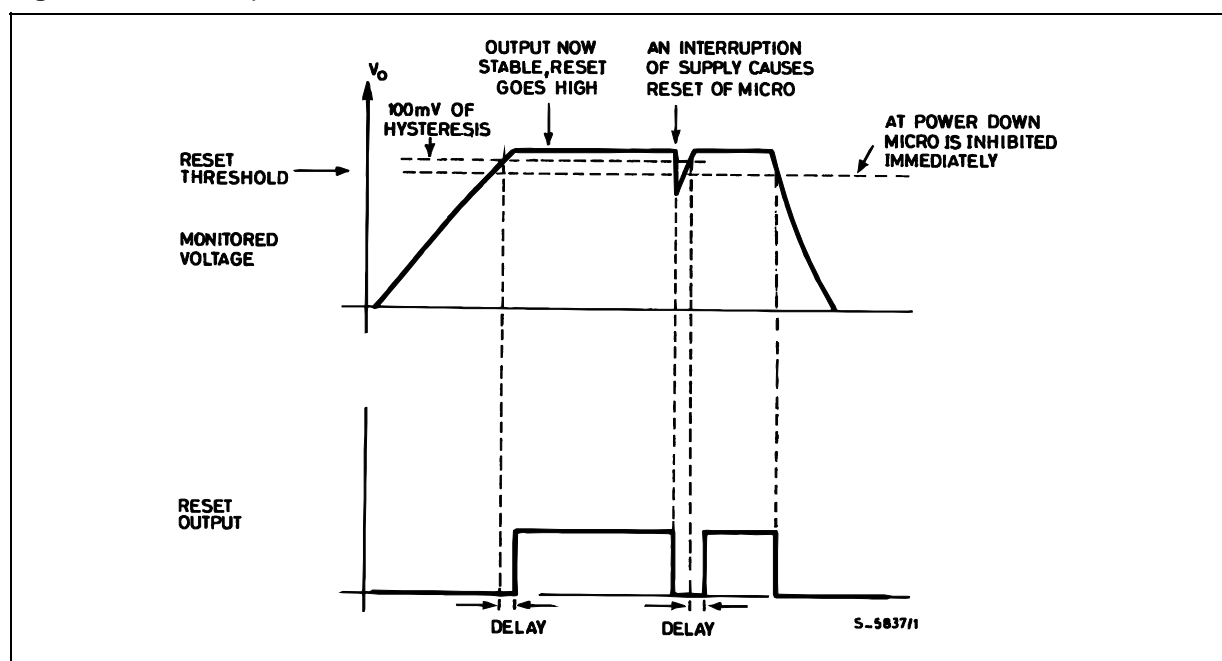 OUTPUT NOW
STABLE, RESET
GOES HIGH
AN INTERRUPTION
OF SUPPLY CAUSES
RESET OF MICRO
Vo
100mV OF
HYSTERESIS
AT POWER DOWN
MICRO IS INHIBITED
IMMEDIATELY
RESET
THRESHOLD
MONITORED
VOLTAGE
RESET
OUTPUT
DELAY
DELAY
S-5837/1